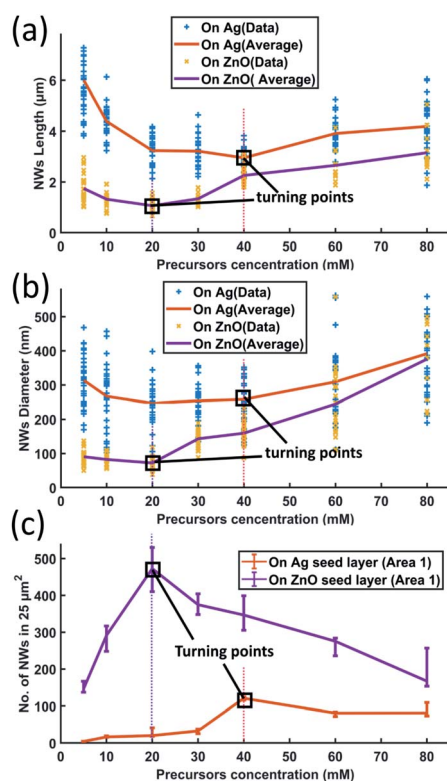 (a)
On Ag(Data)
On Ag(Average)
On ZnO(Data)
On ZnO( Average)
NWs Length (μm)
6
4
2
0
turning points
0 10 20 30 40 50 60 70 80
Precursors cencentration (mM)
(b)
On Ag(Data)
On Ag(Average)
On ZnO(Data)
On ZnO(Average)
NWs Diameter (nm)
500
400
300
200
100
0
turning points
0 10 20 30 40 50 60 70 80
Precursors cencentration (mM)
(c)
On Ag seed layer (Area 1)
On ZnO seed layer (Area 1)
No. of NWs in 25 μm²
500
400
300
200
100
0
Turning points
0 10 20 30 40 50 60 70 80
Precursors concentration (mM)